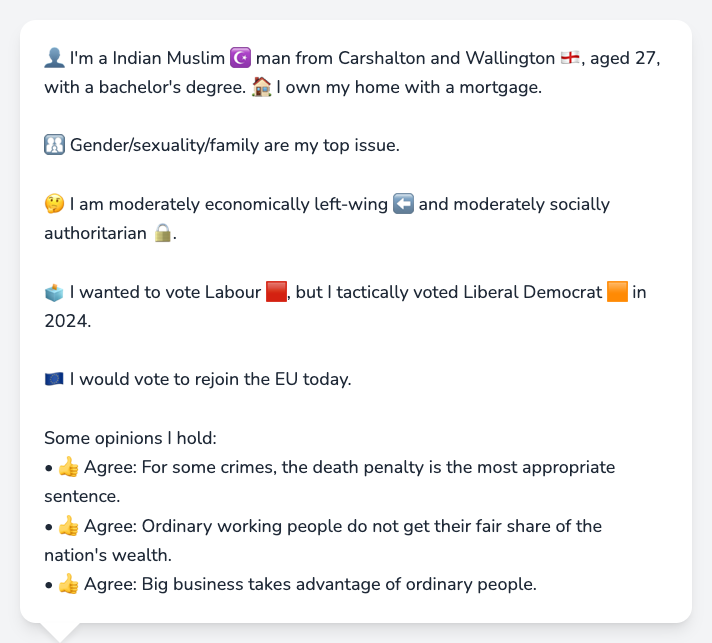 👤 I'm a Indian Muslim ☪️ man from Carshalton and Wallington 🏴󠁧󠁢󠁥󠁮󠁧󠁿, aged 27,
with a bachelor's degree. 🏠 I own my home with a mortgage.
🚻 Gender/sexuality/family are my top issue.
🤔 I am moderately economically left-wing ⬅️ and moderately socially
authoritarian 🔒.
🗳️ I wanted to vote Labour 🟥, but I tactically voted Liberal Democrat 🟧 in
2024.
🇪🇺 I would vote to rejoin the EU today.
Some opinions I hold:
• 👍 Agree: For some crimes, the death penalty is the most appropriate
sentence.
• 👍 Agree: Ordinary working people do not get their fair share of the
nation's wealth.
• 👍 Agree: Big business takes advantage of ordinary people.